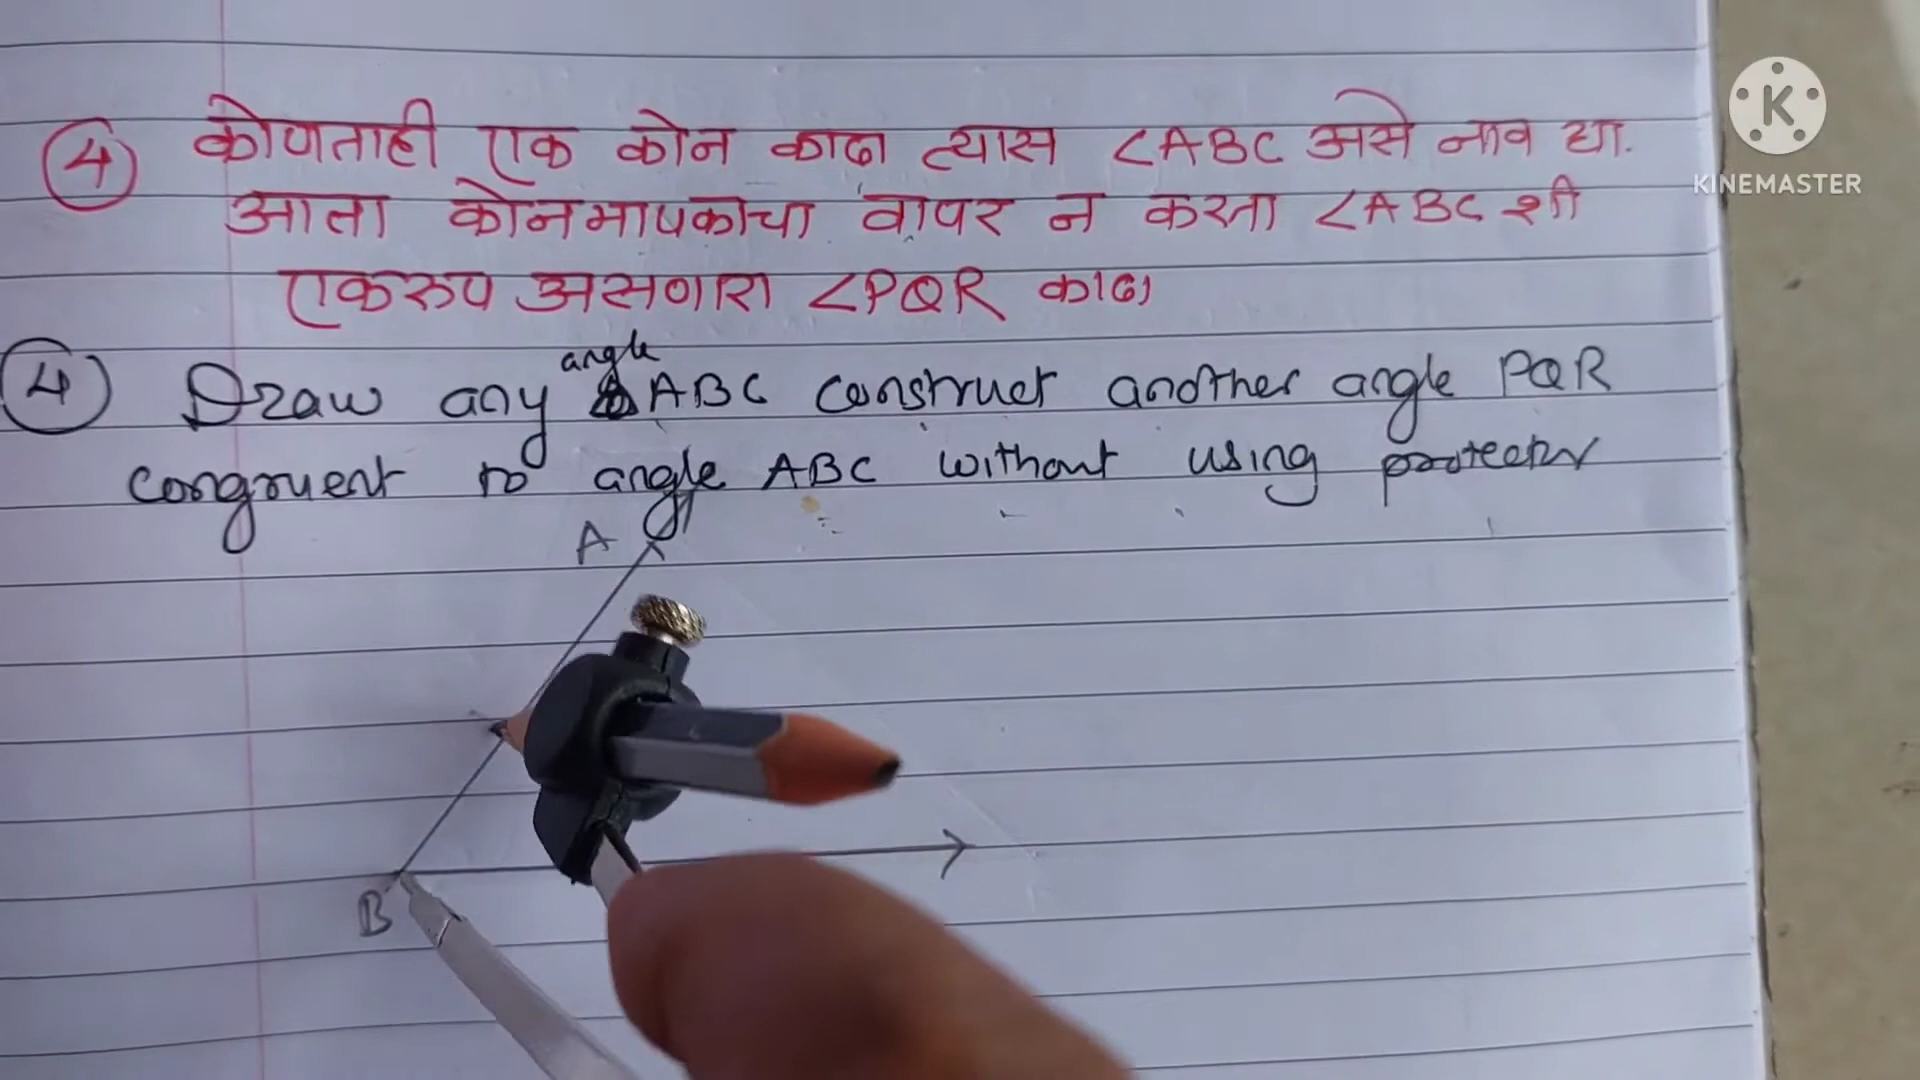 ④ कोणताही एक कोन काढा त्यास ∠ABC असे नाव द्या.
आता कोनमापकाचा वापर न करता ∠ABC शी
एकरुप असणारा ∠PQR काढा
④ Draw any angle ABC construct another angle PQR
congruent to angle ABC without using protector
A
B
K
KINEMASTER